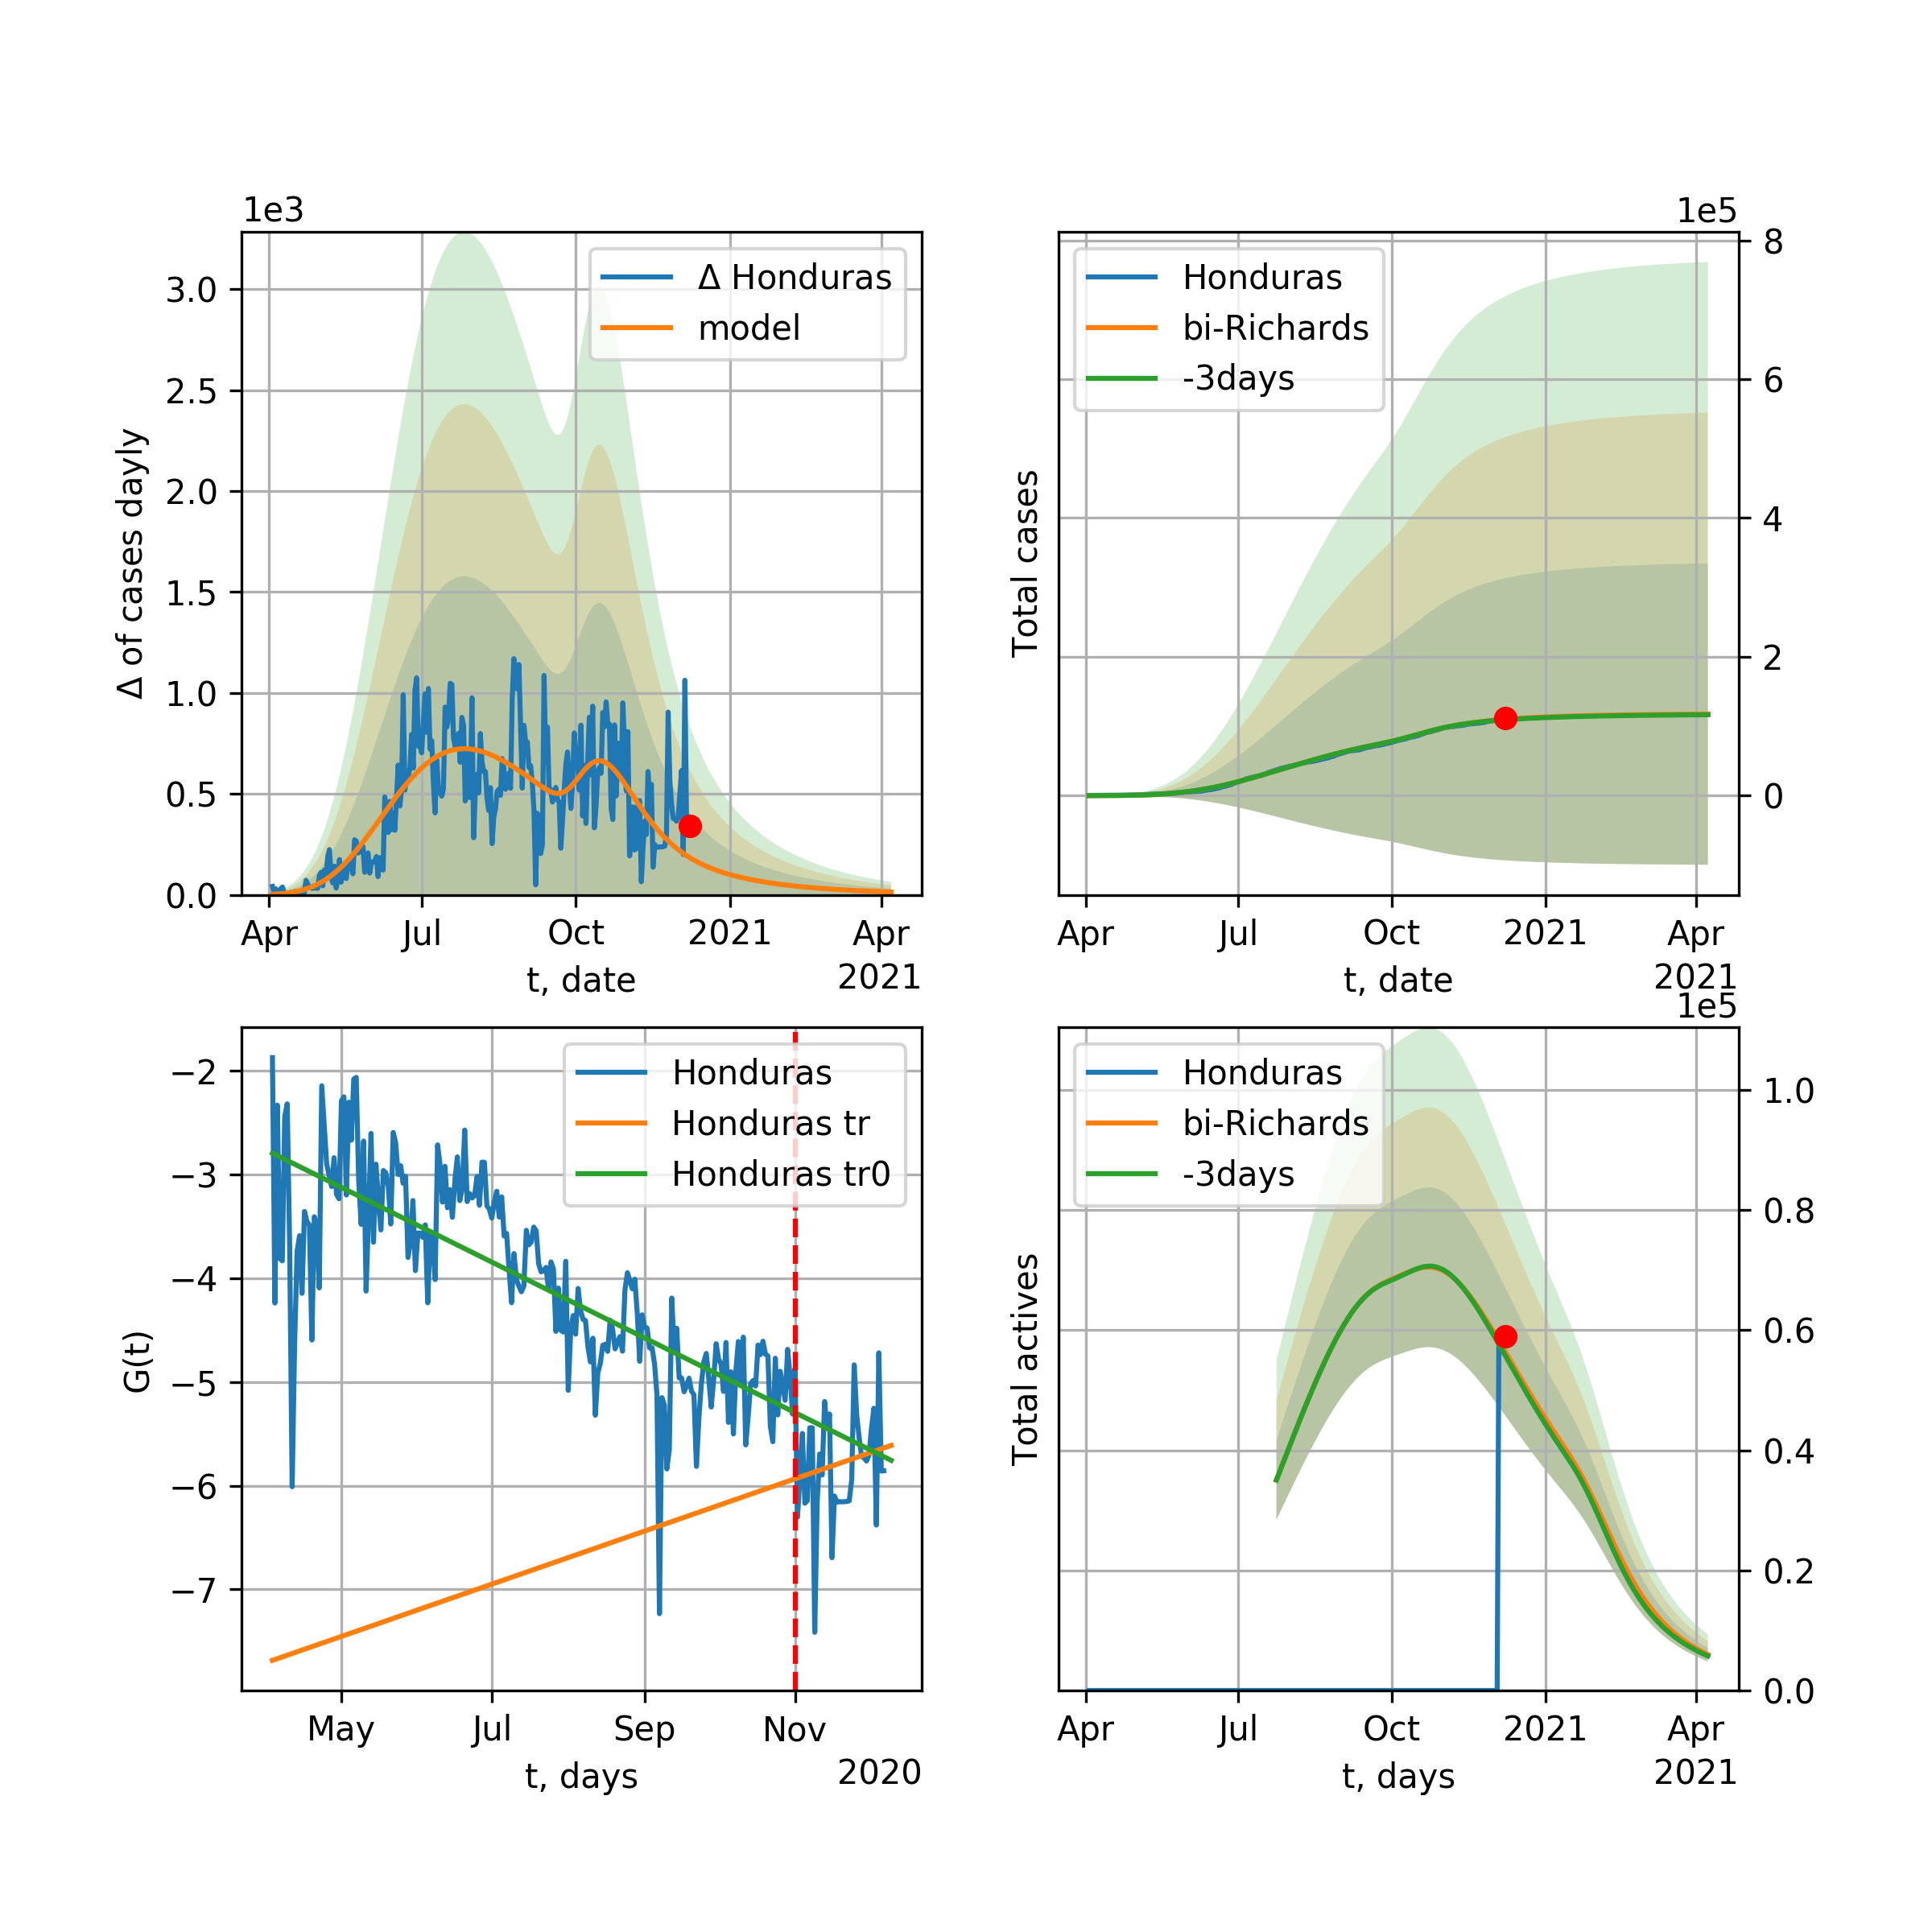 1e3
Δ of cases dayly
3.0
2.5
2.0
1.5
1.0
0.5
0.0
Δ Honduras
model
Apr
Jul
Oct
2021
Apr
t, date
2021
1e5
Total cases
Honduras
bi-Richards
-3days
8
6
4
2
0
Apr
Jul
Oct
2021
Apr
t, date
2021
G(t)
−2
−3
−4
−5
−6
−7
Honduras
Honduras tr
Honduras tr0
May
Jul
Sep
Nov
t, days
2020
1e5
Total actives
Honduras
bi-Richards
-3days
1.0
0.8
0.6
0.4
0.2
0.0
Apr
Jul
Oct
2021
Apr
t, days
2021